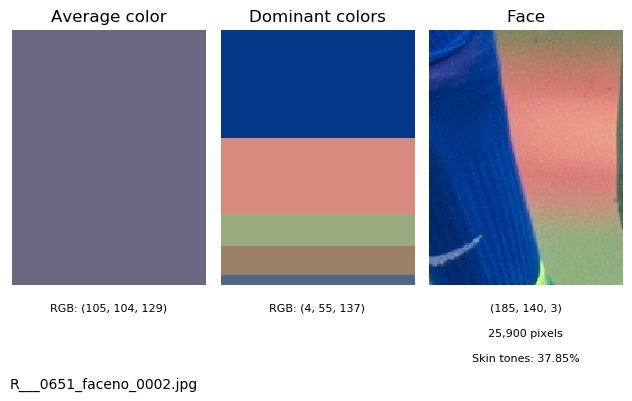 Average color
Dominant colors
Face
RGB: (105, 104, 129)
RGB: (4, 55, 137)
(185, 140, 3)
25,900 pixels
Skin tones: 37.85%
R___0651_faceno_0002.jpg